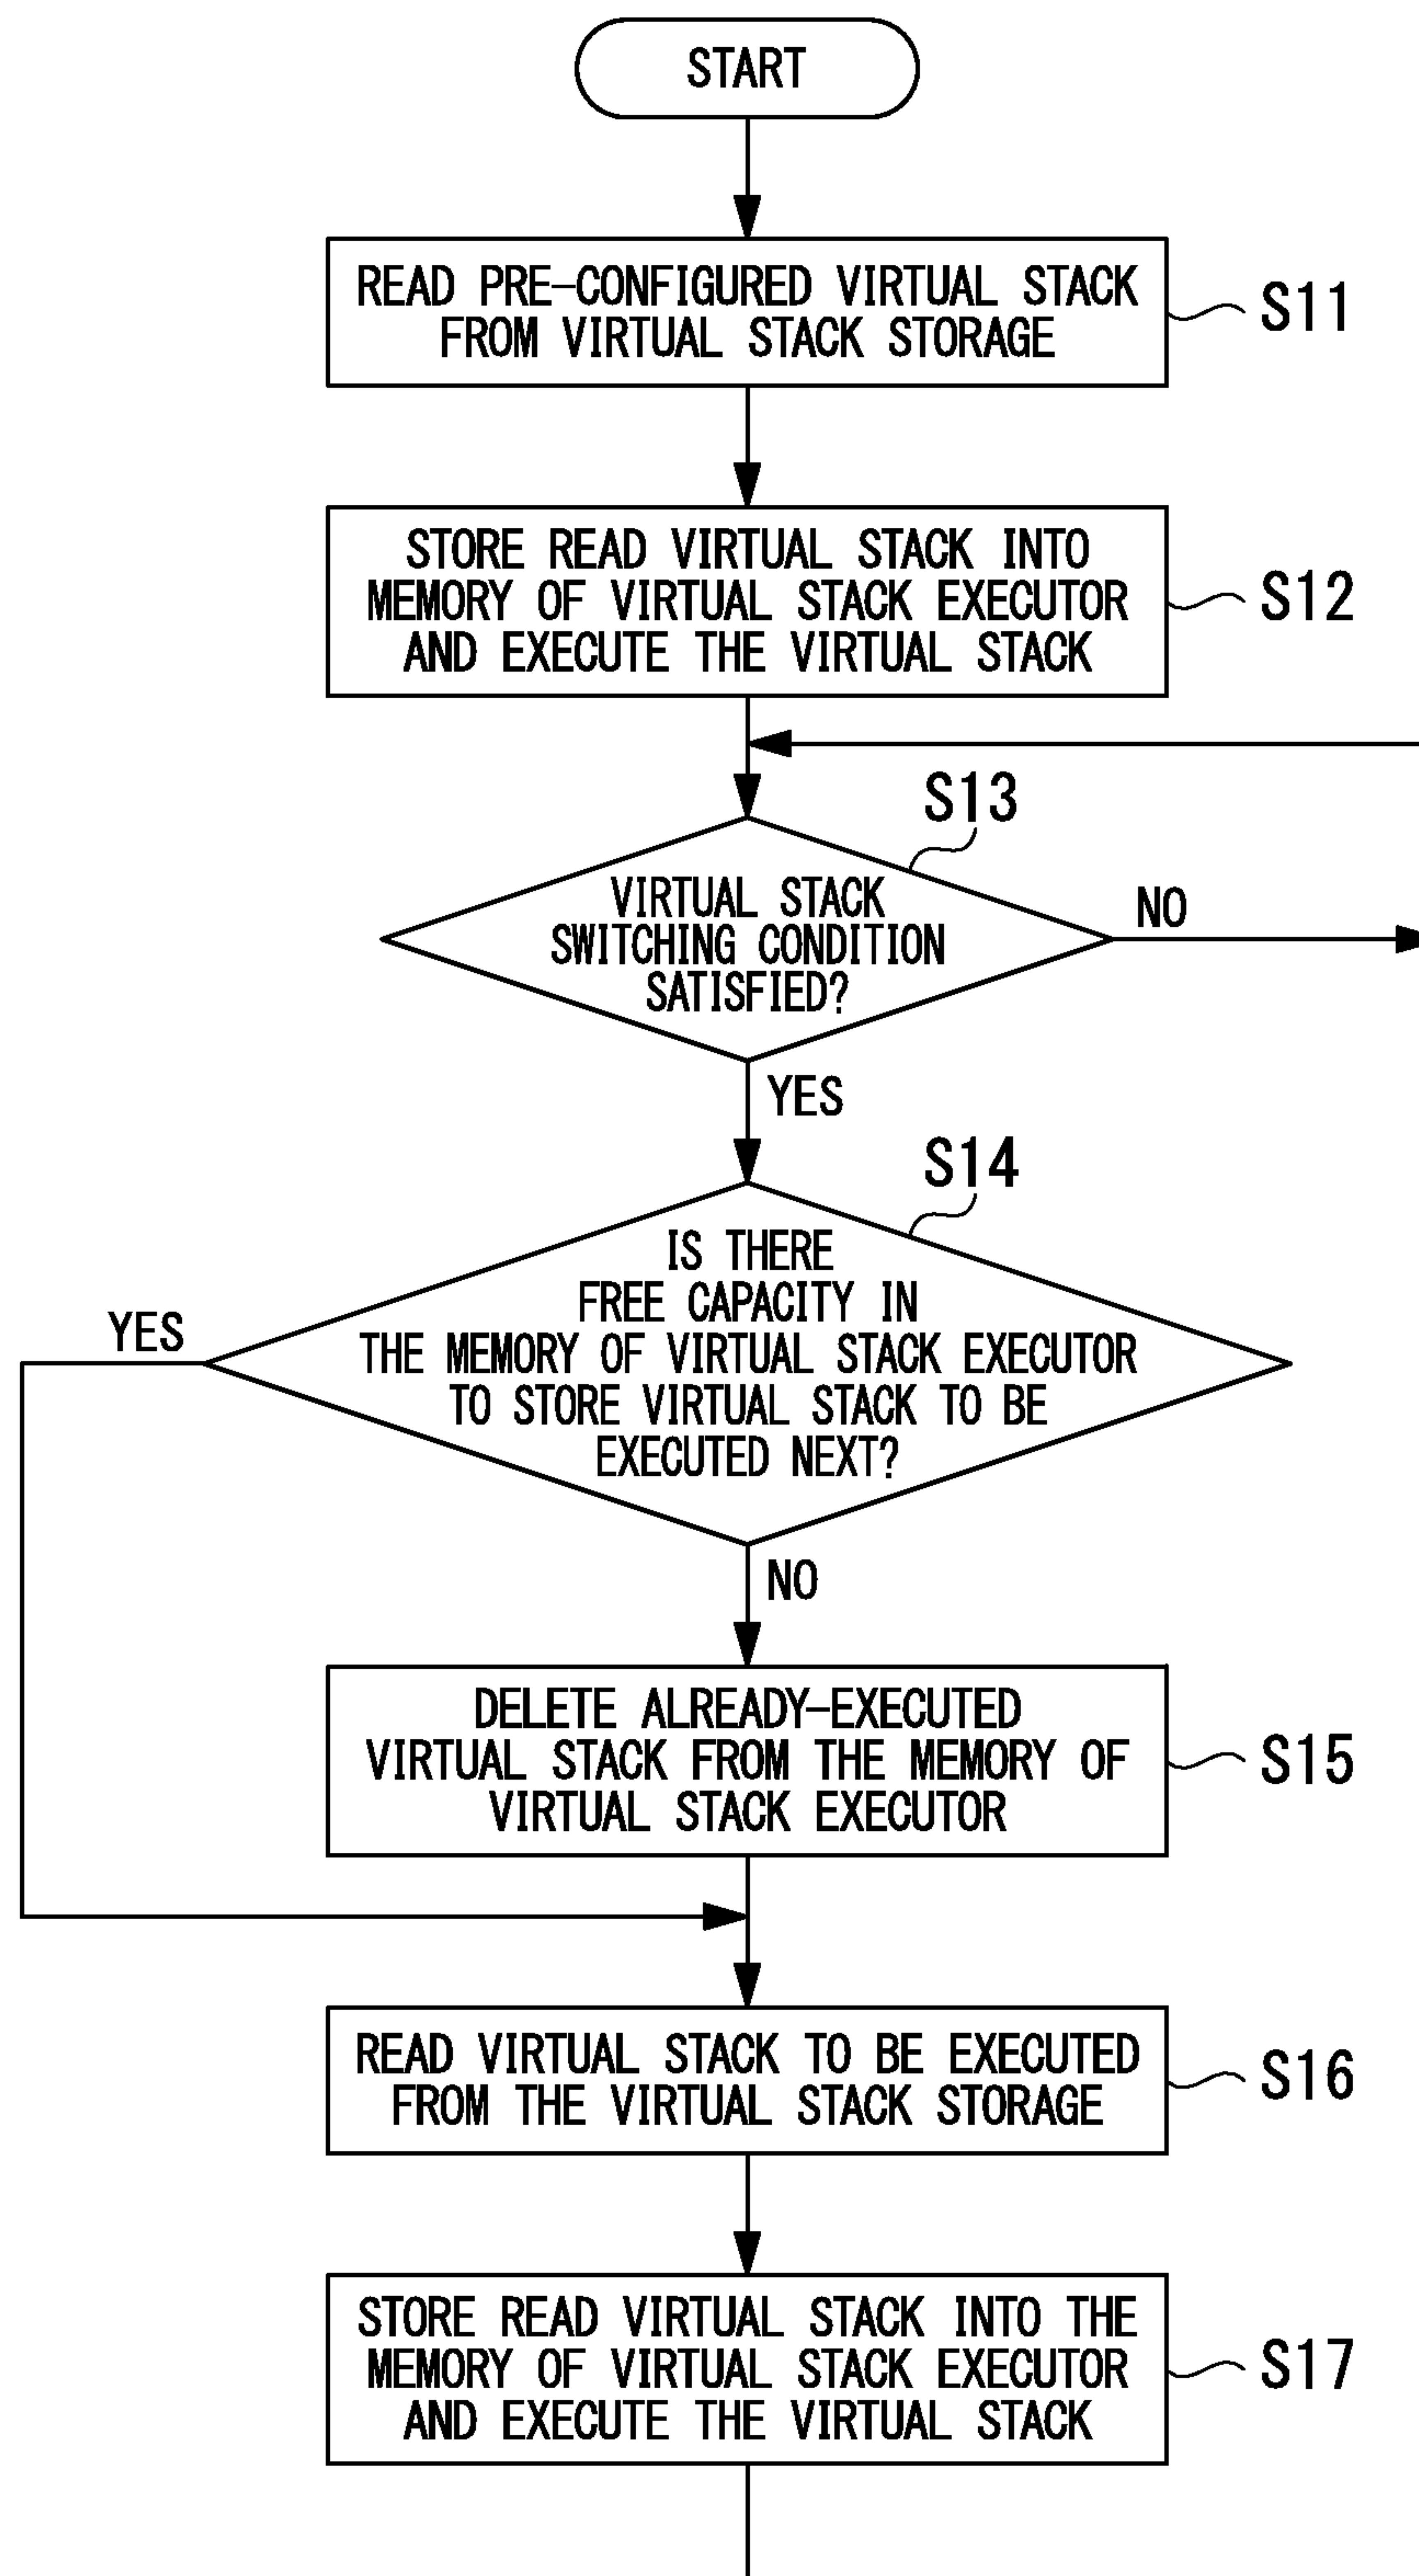 START
READ PRE-CONFIGURED VIRTUAL STACK
FROM VIRTUAL STACK STORAGE
S11
STORE READ VIRTUAL STACK INTO
MEMORY OF VIRTUAL STACK EXECUTOR
AND EXECUTE THE VIRTUAL STACK
S12
S13
VIRTUAL STACK
SWITCHING CONDITION
SATISFIED?
NO
YES
S14
IS THERE
FREE CAPACITY IN
THE MEMORY OF VIRTUAL STACK EXECUTOR
TO STORE VIRTUAL STACK TO BE
EXECUTED NEXT?
YES
NO
DELETE ALREADY-EXECUTED
VIRTUAL STACK FROM THE MEMORY OF
VIRTUAL STACK EXECUTOR
S15
READ VIRTUAL STACK TO BE EXECUTED
FROM THE VIRTUAL STACK STORAGE
S16
STORE READ VIRTUAL STACK INTO THE
MEMORY OF VIRTUAL STACK EXECUTOR
AND EXECUTE THE VIRTUAL STACK
S17